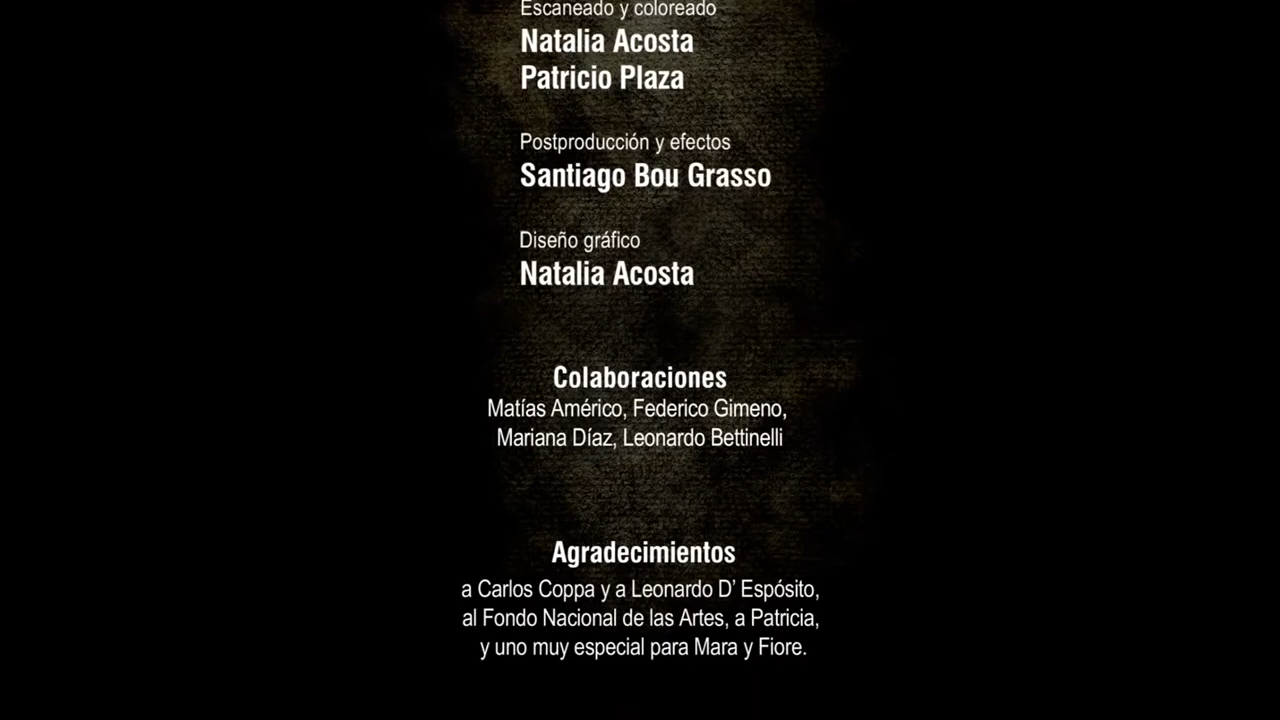 Escaneado y coloreado
Natalia Acosta
Patricio Plaza
Postproducción y efectos
Santiago Bou Grasso
Diseño gráfico
Natalia Acosta
Colaboraciones
Matías Américo, Federico Gimeno,
Mariana Díaz, Leonardo Bettinelli
Agradecimientos
a Carlos Coppa y a Leonardo D’ Espósito,
al Fondo Nacional de las Artes, a Patricia,
y uno muy especial para Mara y Fiore.